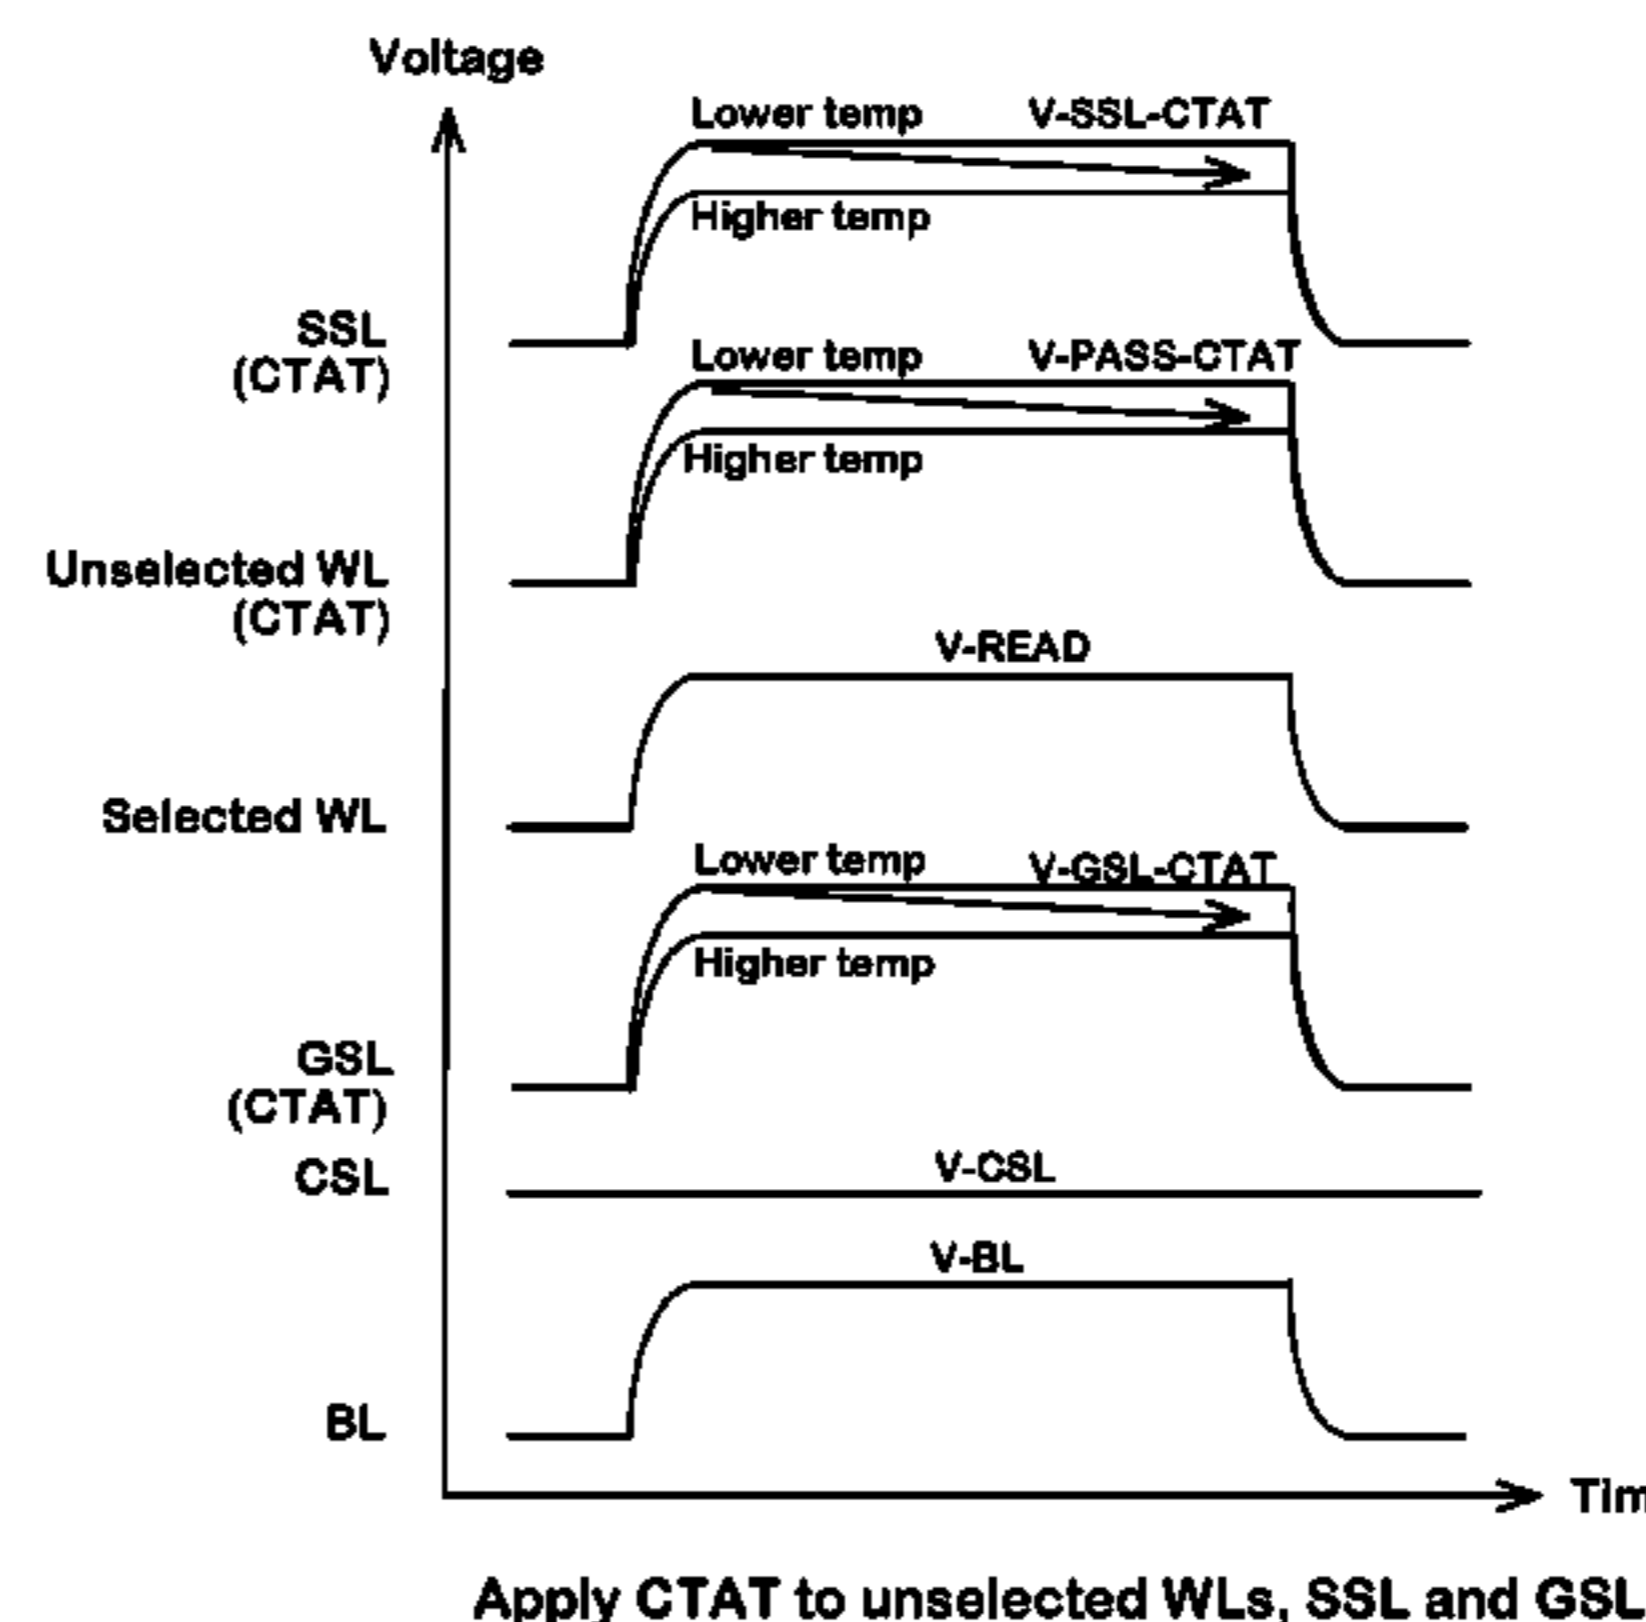 Voltage
Lower temp V-SSL-CTAT
Higher temp
SSL
(CTAT)
Lower temp V-PASS-CTAT
Higher temp
Unselected WL
(CTAT)
V-READ
Selected WL
Lower temp V-GSL-CTAT
Higher temp
GSL
(CTAT)
V-CSL
CSL
V-BL
BL
Apply CTAT to unselected WLs, SSL and GSL